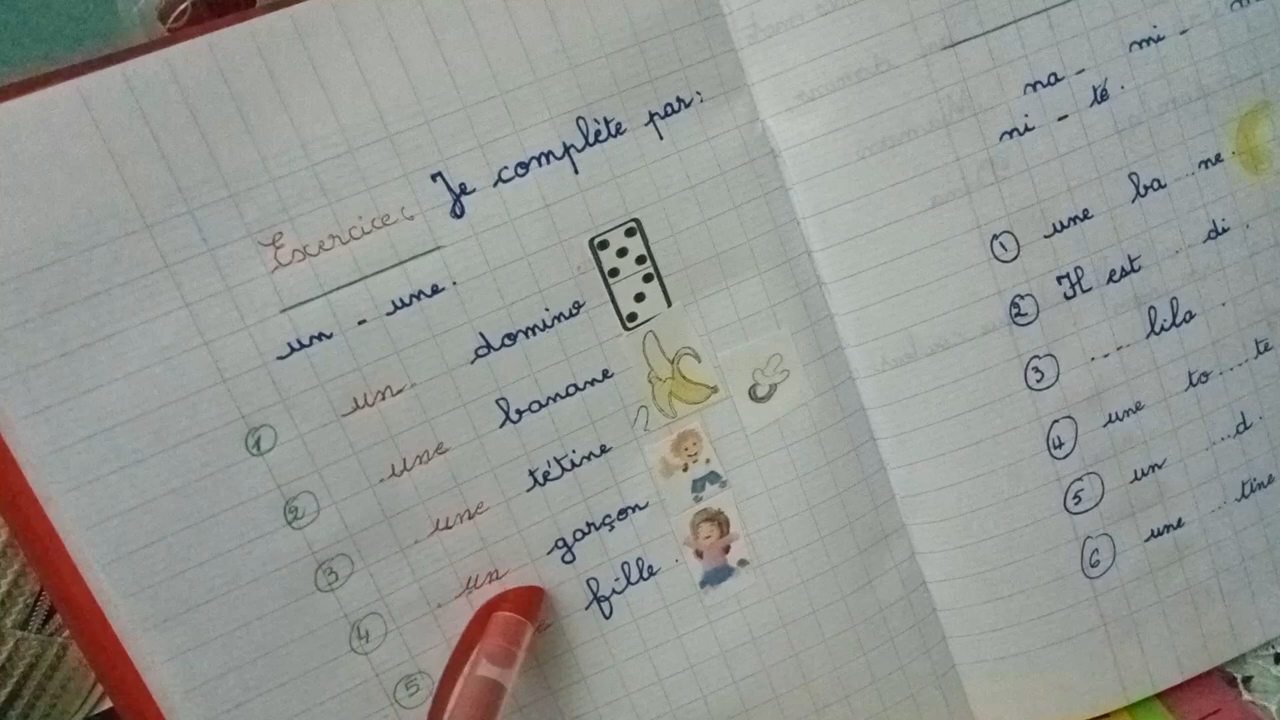 Exercice: Je complète par:
un - une.
1 un domino
2 une banane
3 une tétine
4 un garçon
5 fille.
na - mi -
ni - té.
1 une ba ... ne.
2 Il est ... di.
3 .... lila.
4 une to .... te
5 un ... d.
6 une ... tine